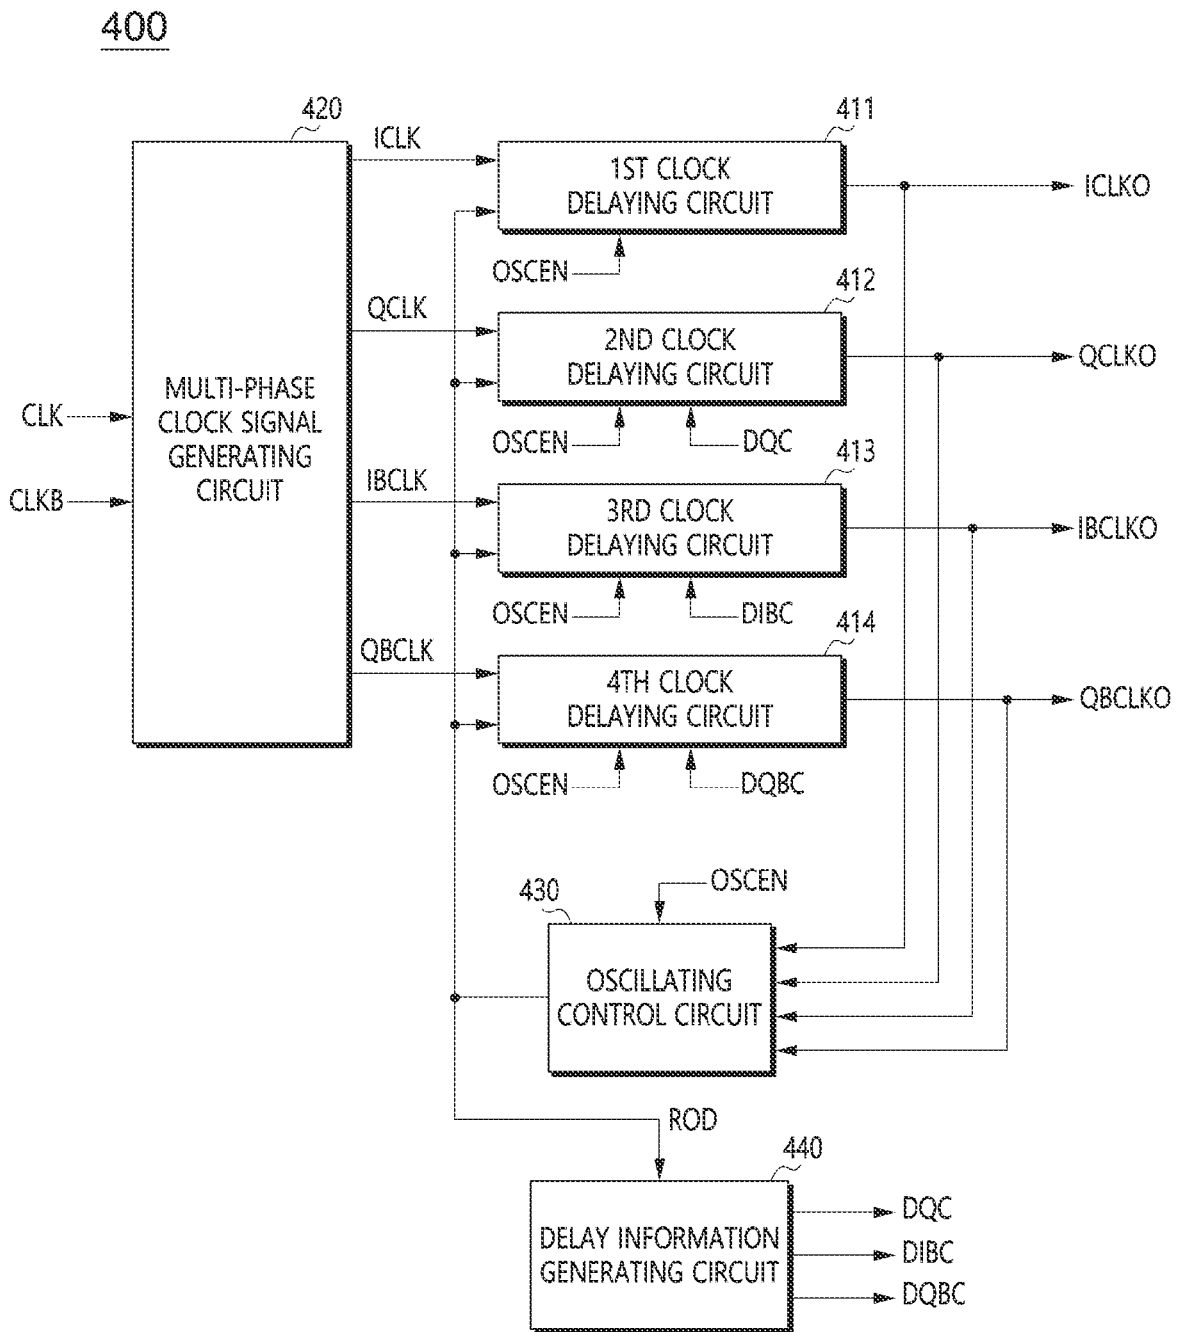 400
420
411
ICLK
1ST CLOCK
DELAYING CIRCUIT
ICLKO
OSCEN
412
QCLK
2ND CLOCK
DELAYING CIRCUIT
QCLKO
MULTI-PHASE
CLOCK SIGNAL
GENERATING
CIRCUIT
CLK
CLKB
OSCEN
DQC
413
IBCLK
3RD CLOCK
DELAYING CIRCUIT
IBCLKO
OSCEN
DIBC
414
QBCLK
4TH CLOCK
DELAYING CIRCUIT
QBCLKO
OSCEN
DQBC
430
OSCEN
OSCILLATING
CONTROL CIRCUIT
ROD
440
DELAY INFORMATION
GENERATING CIRCUIT
DQC
DIBC
DQBC